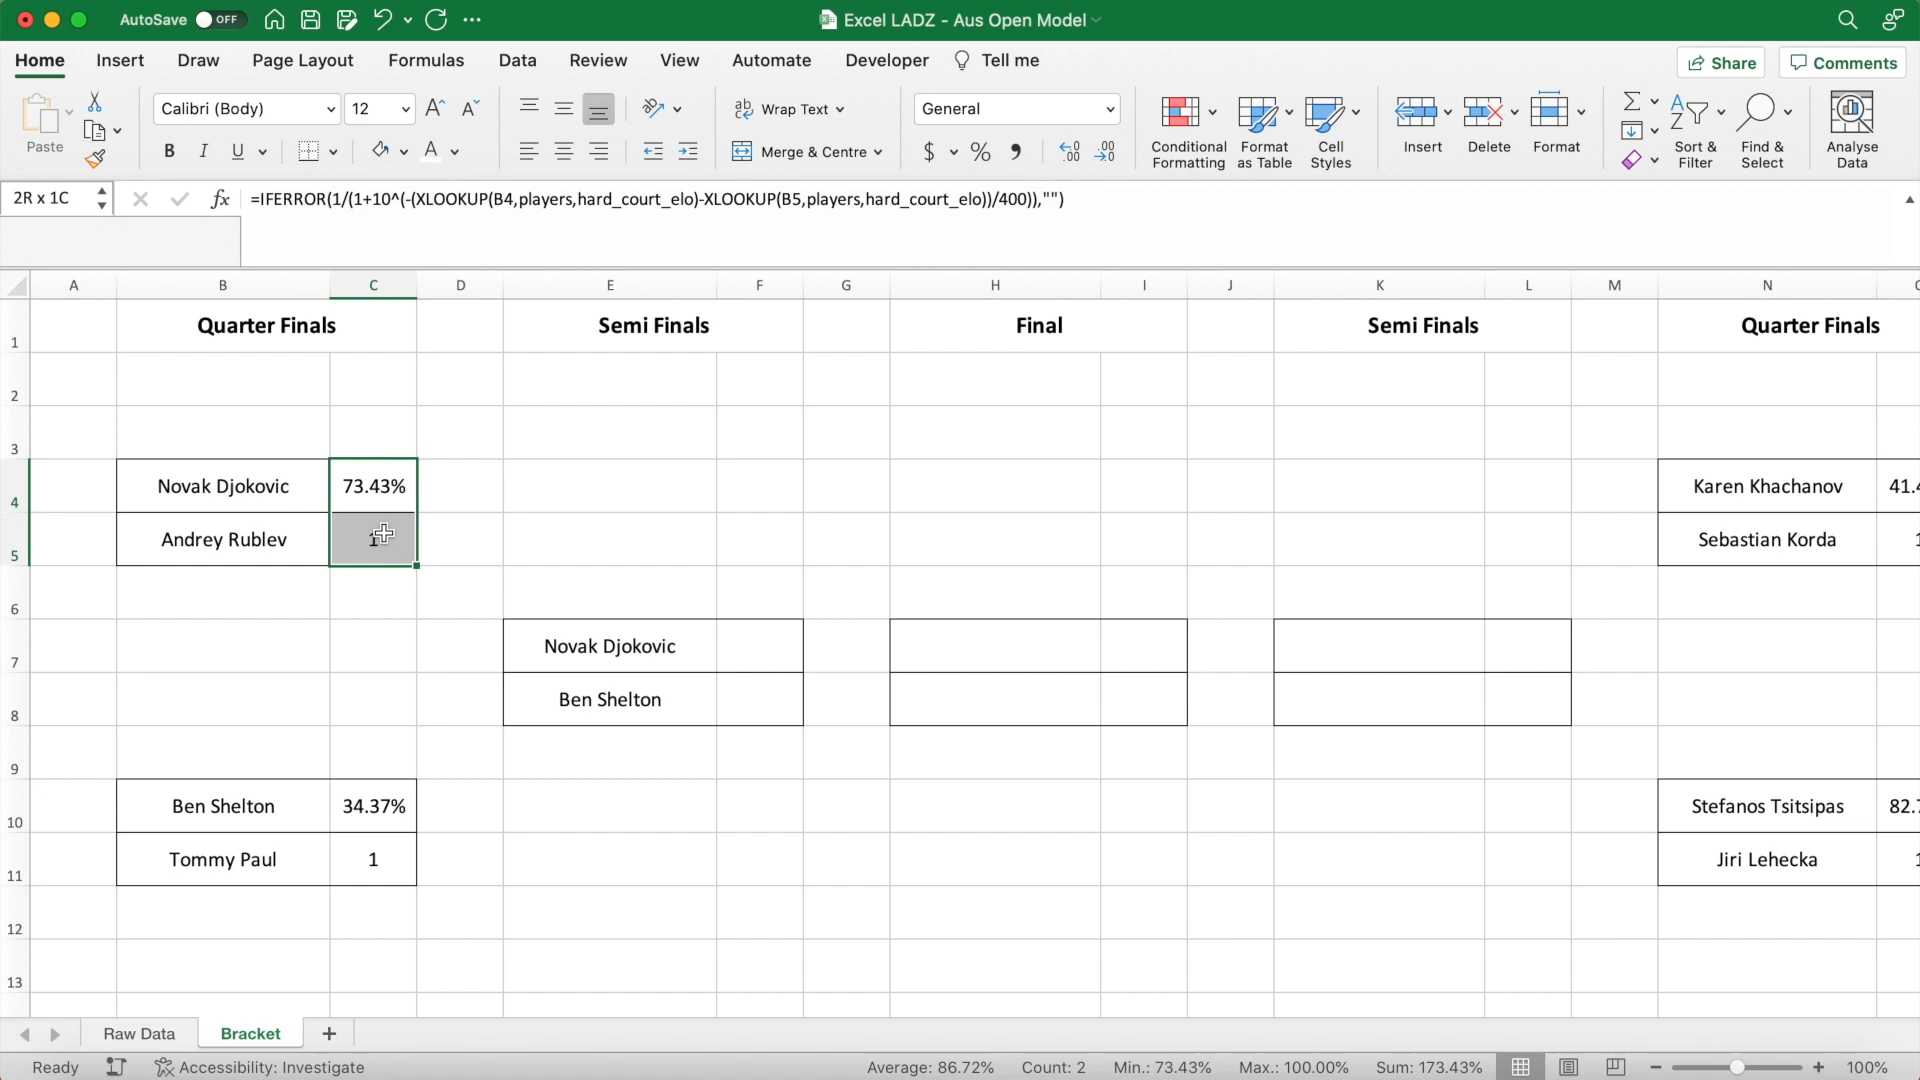 AutoSave OFF
Excel LADZ - Aus Open Model
Home Insert Draw Page Layout Formulas Data Review View Automate Developer Tell me
Share Comments
Paste
Calibri (Body) 12
B I U
Wrap Text
Merge & Centre
General
Conditional Formatting
Format as Table
Cell Styles
Insert
Delete
Format
Sort & Filter
Find & Select
Analyse Data
2R x 1C
=IFERROR(1/(1+10^(-(XLOOKUP(B4,players,hard_court_elo)-XLOOKUP(B5,players,hard_court_elo))/400)),"")
A B C D E F G H I J K L M N
1 Quarter Finals Semi Finals Final Semi Finals Quarter Finals
2
3
4 Novak Djokovic 73.43% Karen Khachanov 41.4
5 Andrey Rublev 1 Sebastian Korda 1
6
7 Novak Djokovic
8 Ben Shelton
9
10 Ben Shelton 34.37% Stefanos Tsitsipas 82.7
11 Tommy Paul 1 Jiri Lehecka 1
12
13
Raw Data Bracket
Ready Accessibility: Investigate Average: 86.72% Count: 2 Min.: 73.43% Max.: 100.00% Sum: 173.43% 100%